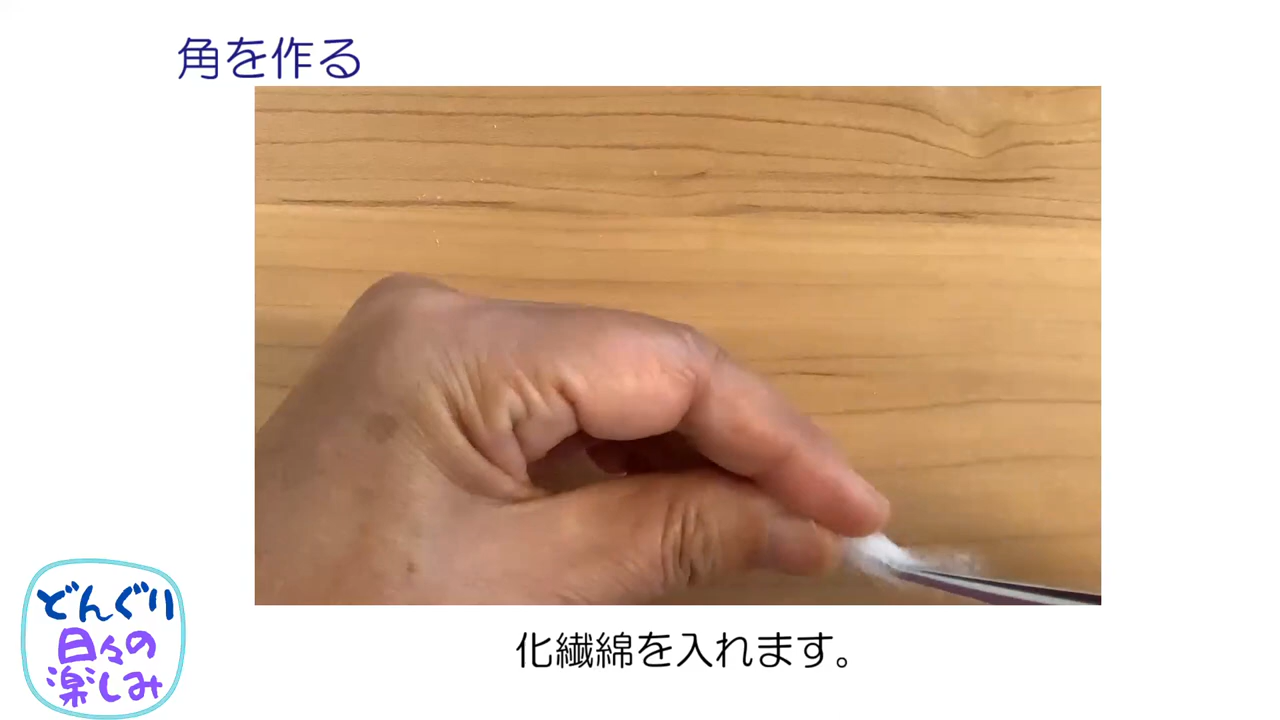 角を作る
化繊綿を入れます。
どんぐり
日々の
楽しみ